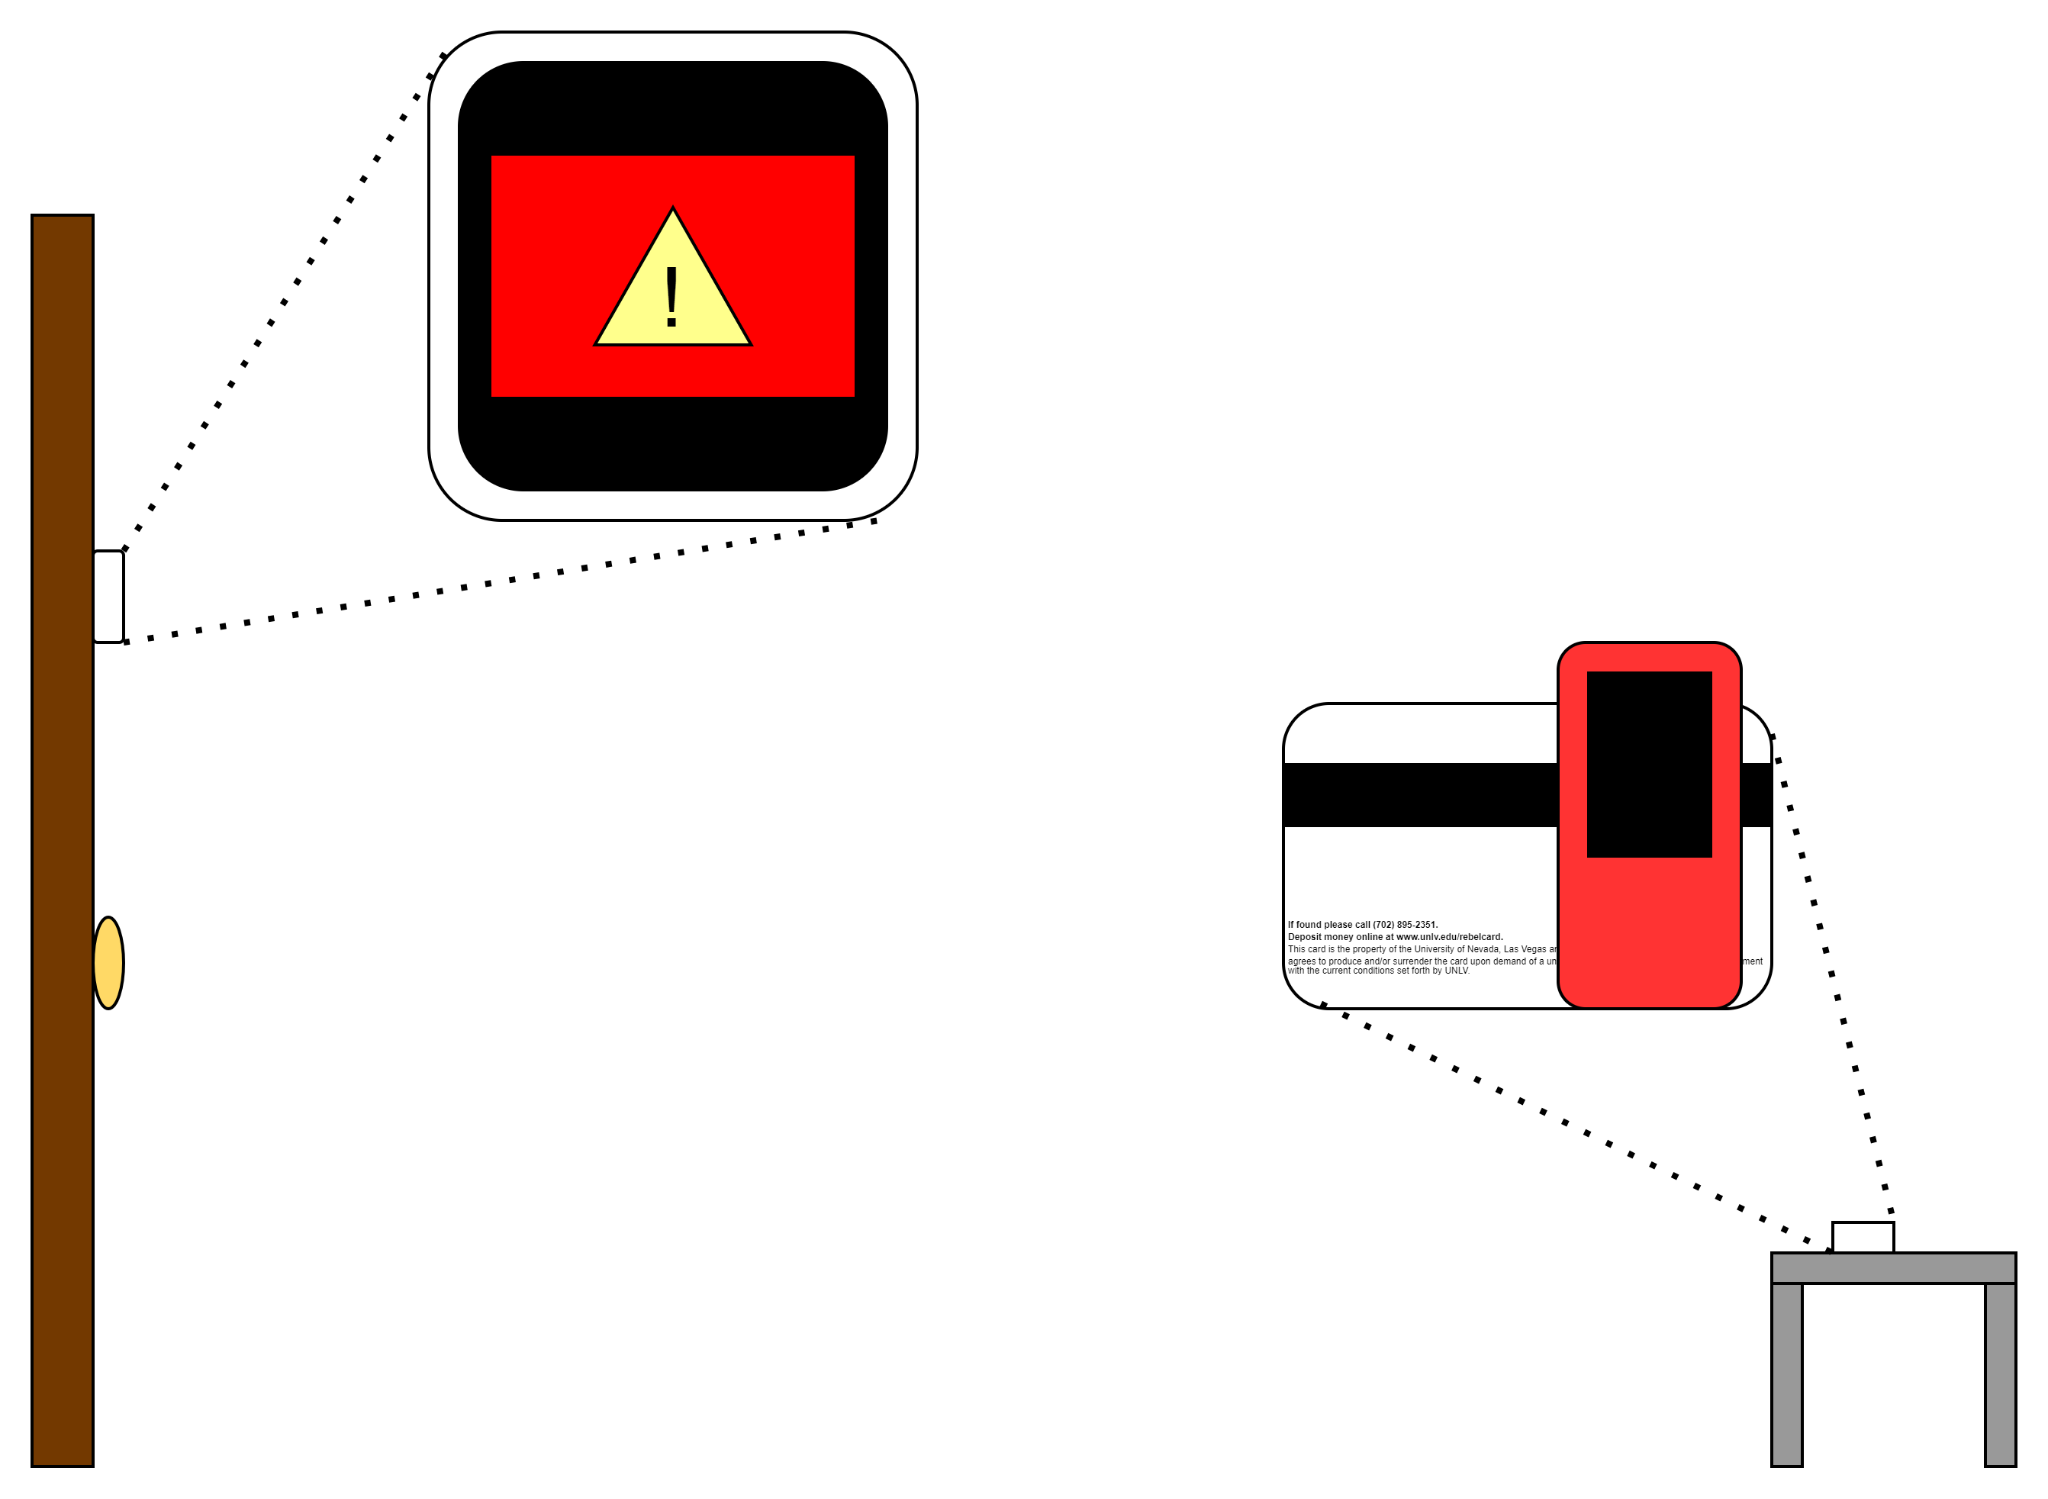 !
If found please call (702) 895-2351.
Deposit money online at www.unlv.edu/rebelcard.
This card is the property of the University of Nevada, Las Vegas
agrees to produce and/or surrender the card upon demand of a
with the current conditions set forth by UNLV.